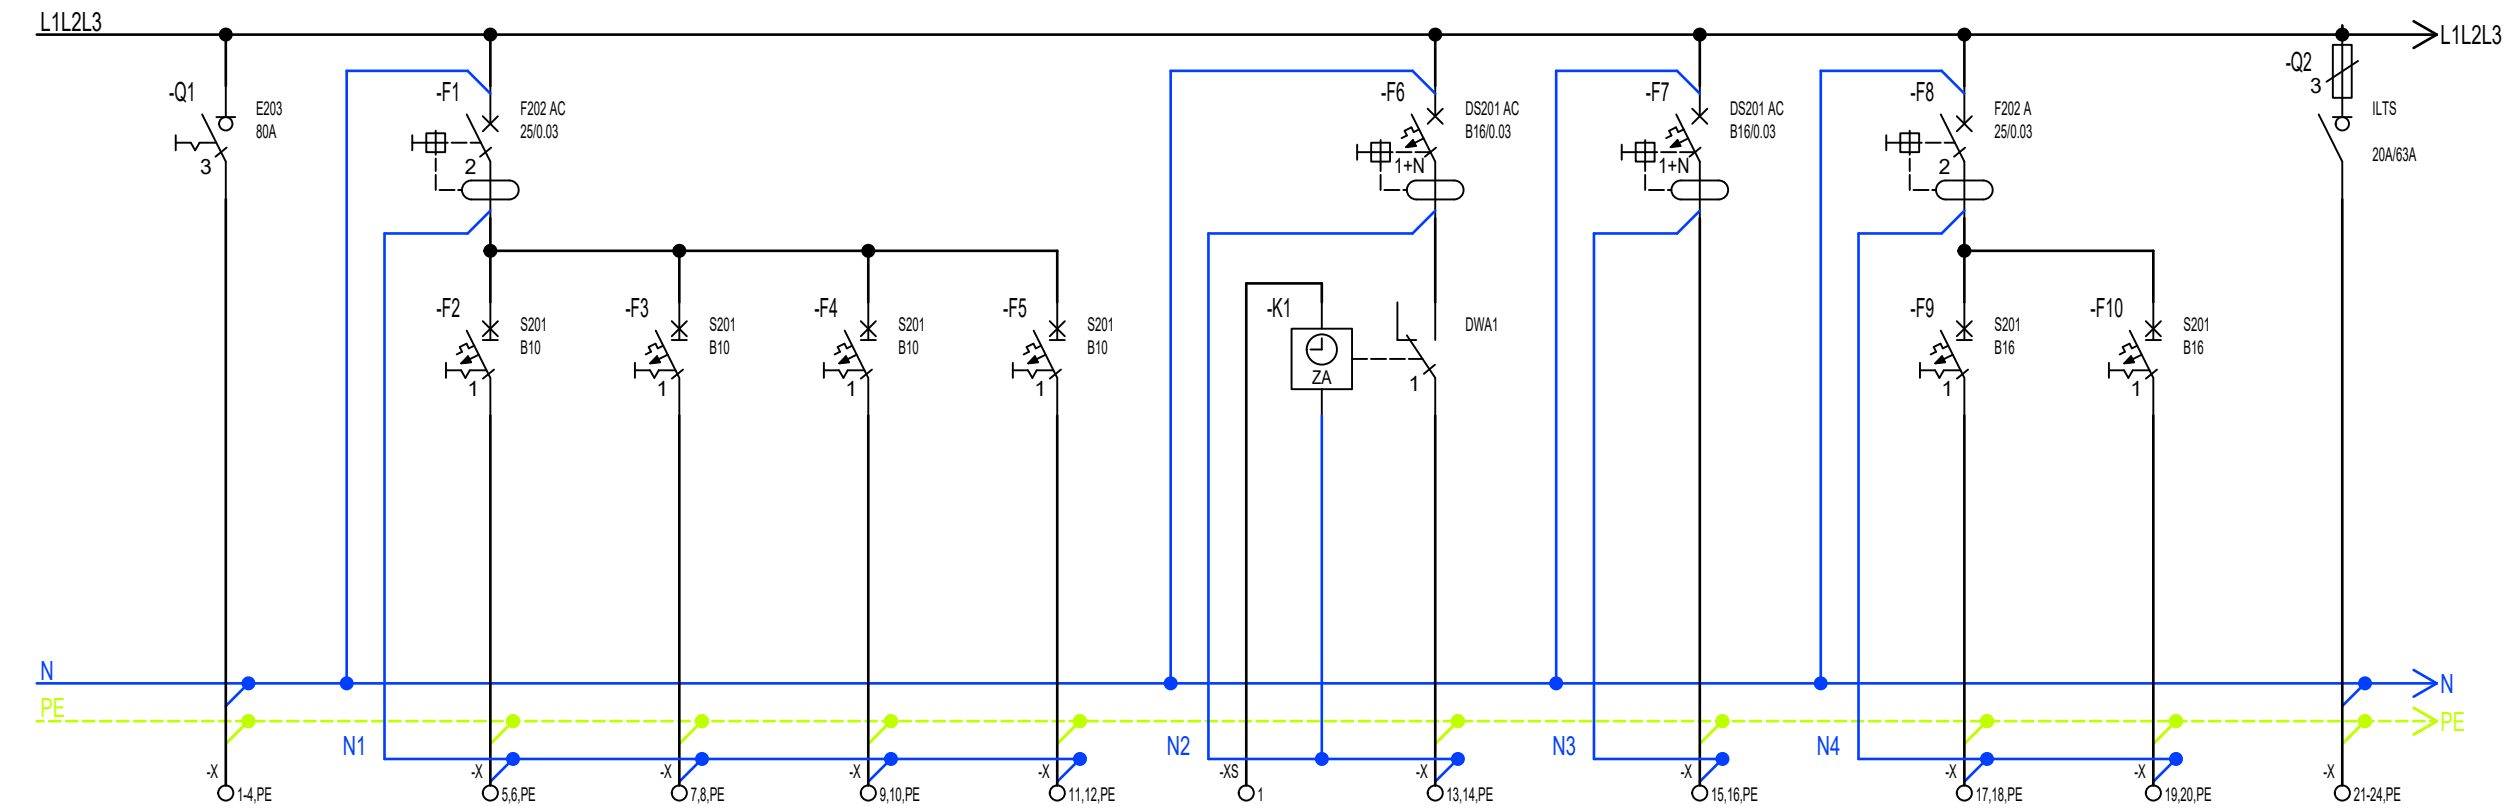 L1L2L3
L1L2L3
-Q1
E203
80A
3
-F1
F202 AC
25/0.03
2
-F6
DS201 AC
B16/0.03
1+N
-F7
DS201 AC
B16/0.03
1+N
-F8
F202 A
25/0.03
2
-Q2
3
ILTS
20A/63A
-F2
S201
B10
1
-F3
S201
B10
1
-F4
S201
B10
1
-F5
S201
B10
1
-K1
ZA
DWA1
1
-F9
S201
B16
1
-F10
S201
B16
1
N
N
PE
PE
N1
N2
N3
N4
-X
1-4,PE
-X
5,6,PE
-X
7,8,PE
-X
9,10,PE
-X
11,12,PE
-XS
1
-X
13,14,PE
-X
15,16,PE
-X
17,18,PE
-X
19,20,PE
-X
21-24,PE